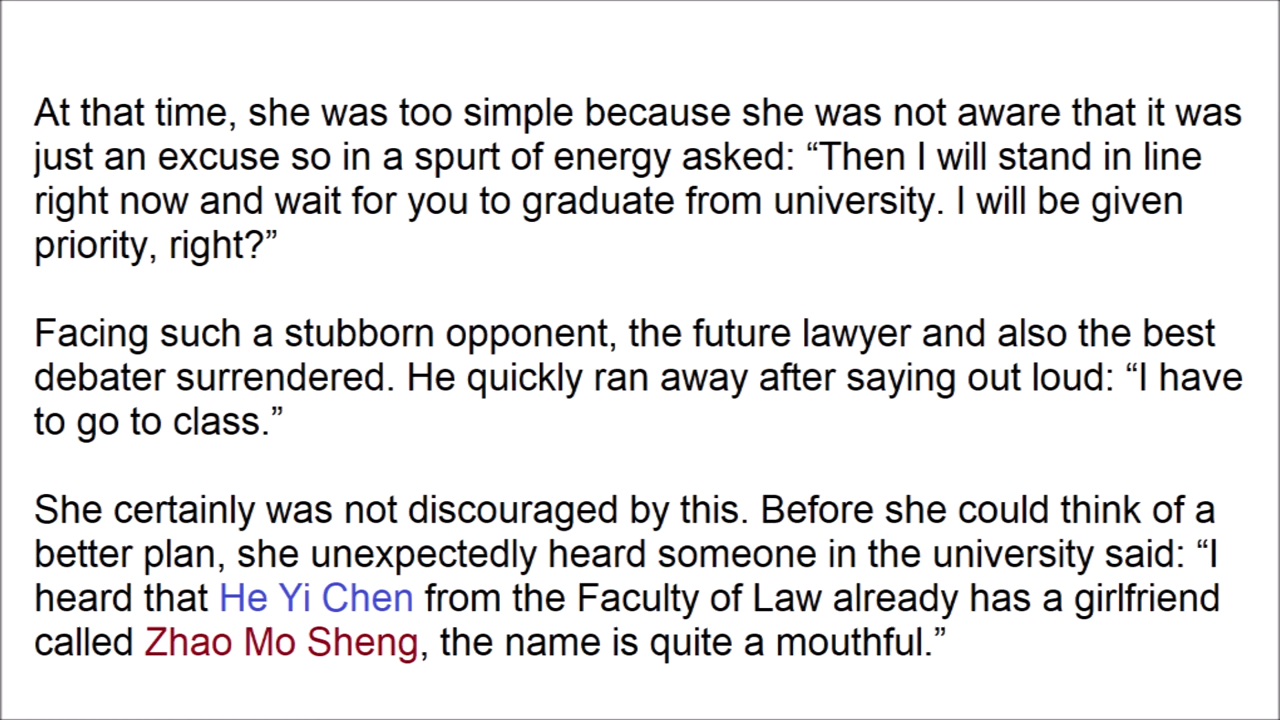 At that time, she was too simple because she was not aware that it was
just an excuse so in a spurt of energy asked: “Then I will stand in line
right now and wait for you to graduate from university. I will be given
priority, right?”
Facing such a stubborn opponent, the future lawyer and also the best
debater surrendered. He quickly ran away after saying out loud: “I have
to go to class.”
She certainly was not discouraged by this. Before she could think of a
better plan, she unexpectedly heard someone in the university said: “I
heard that He Yi Chen from the Faculty of Law already has a girlfriend
called Zhao Mo Sheng, the name is quite a mouthful.”